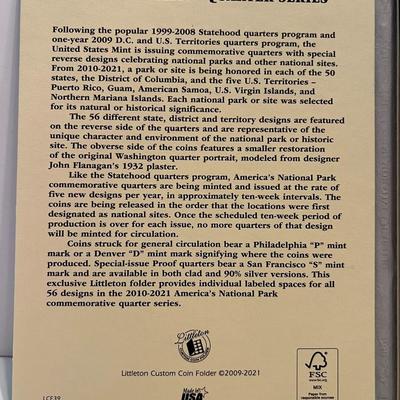 QUARTER SERIES
Following the popular 1999-2008 Statehood quarters program and
one-year 2009 D.C. and U.S. Territories quarters program, the
United States Mint is issuing commemorative quarters with special
reverse designs celebrating national parks and other national sites.
From 2010-2021, a park or site is being honored in each of the 50
states, the District of Columbia, and the five U.S. Territories –
Puerto Rico, Guam, American Samoa, U.S. Virgin Islands, and
Northern Mariana Islands. Each national park or site was selected
for its natural or historical significance.
The 56 different state, district and territory designs are featured
on the reverse side of the quarters and are representative of the
unique character and environment of the national park or historic
site. The obverse side of the coins features a smaller restoration
of the original Washington quarter portrait, modeled from designer
John Flanagan's 1932 plaster.
Like the Statehood quarters program, America's National Park
commemorative quarters are being minted and issued at the rate of
five new designs per year, in approximately ten-week intervals. The
coins are being released in the order that the locations were first
designated as national sites. Once the scheduled ten-week period of
production is over for each issue, no more quarters of that design
will be minted for circulation.
Coins struck for general circulation bear a Philadelphia "P" mint
mark or a Denver "D" mint mark signifying where the coins were
produced. Special-issue Proof quarters bear a San Francisco "S" mint
mark and are available in both clad and 90% silver versions. This
exclusive Littleton folder provides individual labeled spaces for all
56 designs in the 2010-2021 America's National Park
commemorative quarter series.
Littleton
Littleton Custom Coin Folder ©2009-2021
LCF39
Made in
USA
FSC
www.fsc.org
MIX
Paper from
responsible sources